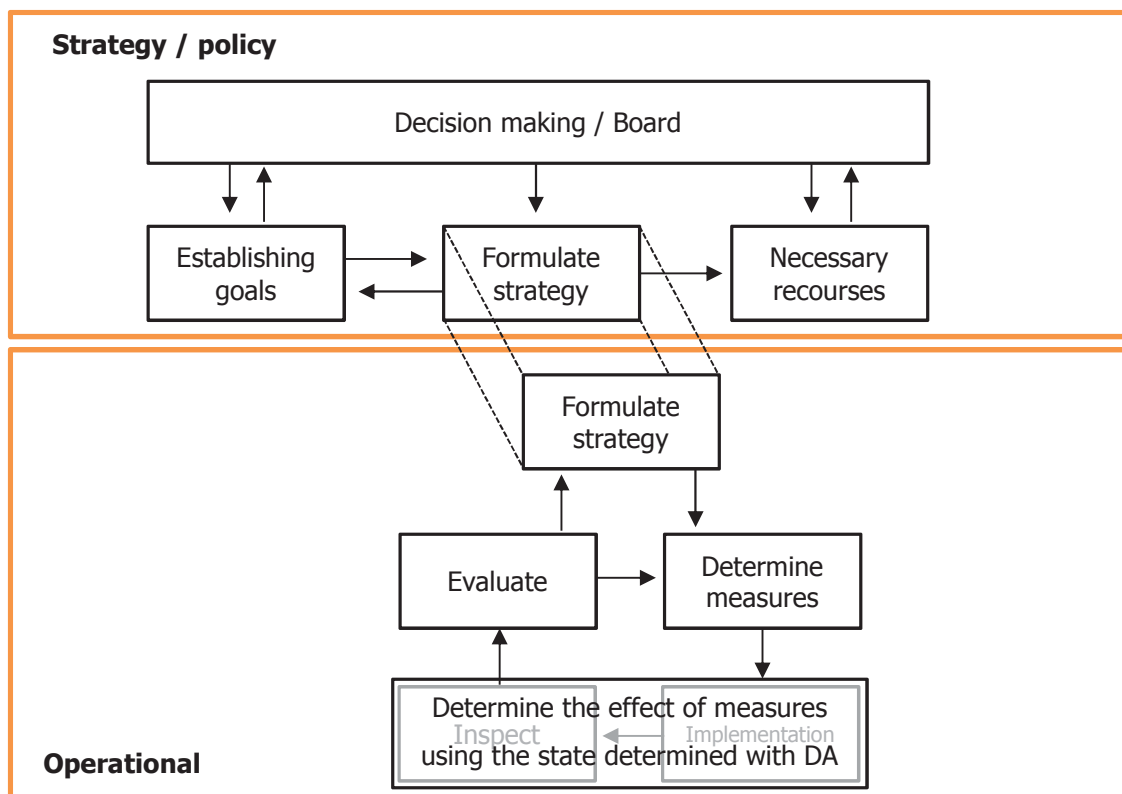 Strategy / policy
Decision making / Board
Establishing
goals
Formulate
strategy
Necessary
recourses
Formulate
strategy
Evaluate
Determine
measures
Determine the effect of measures
Inspect
Implementation
using the state determined with DA
Operational